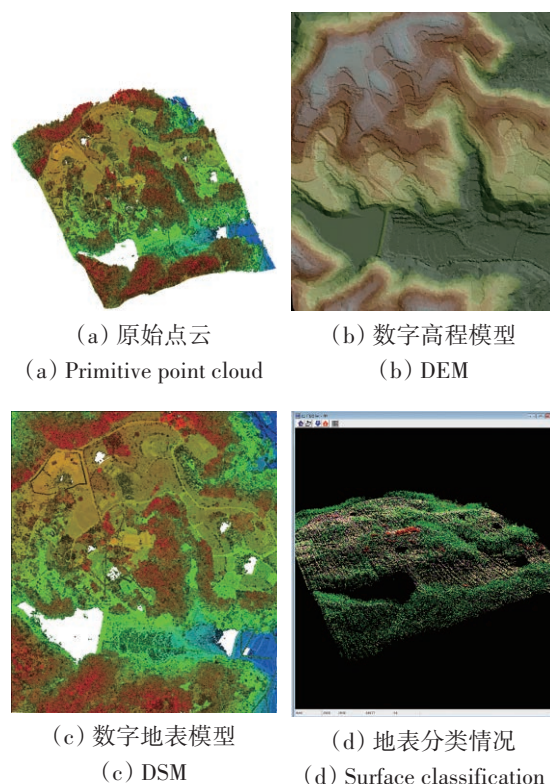 (a) 原始点云
(b) 数字高程模型
(a) Primitive point cloud
(b) DEM
(c) 数字地表模型
(d) 地表分类情况
(c) DSM
(d) Surface classification